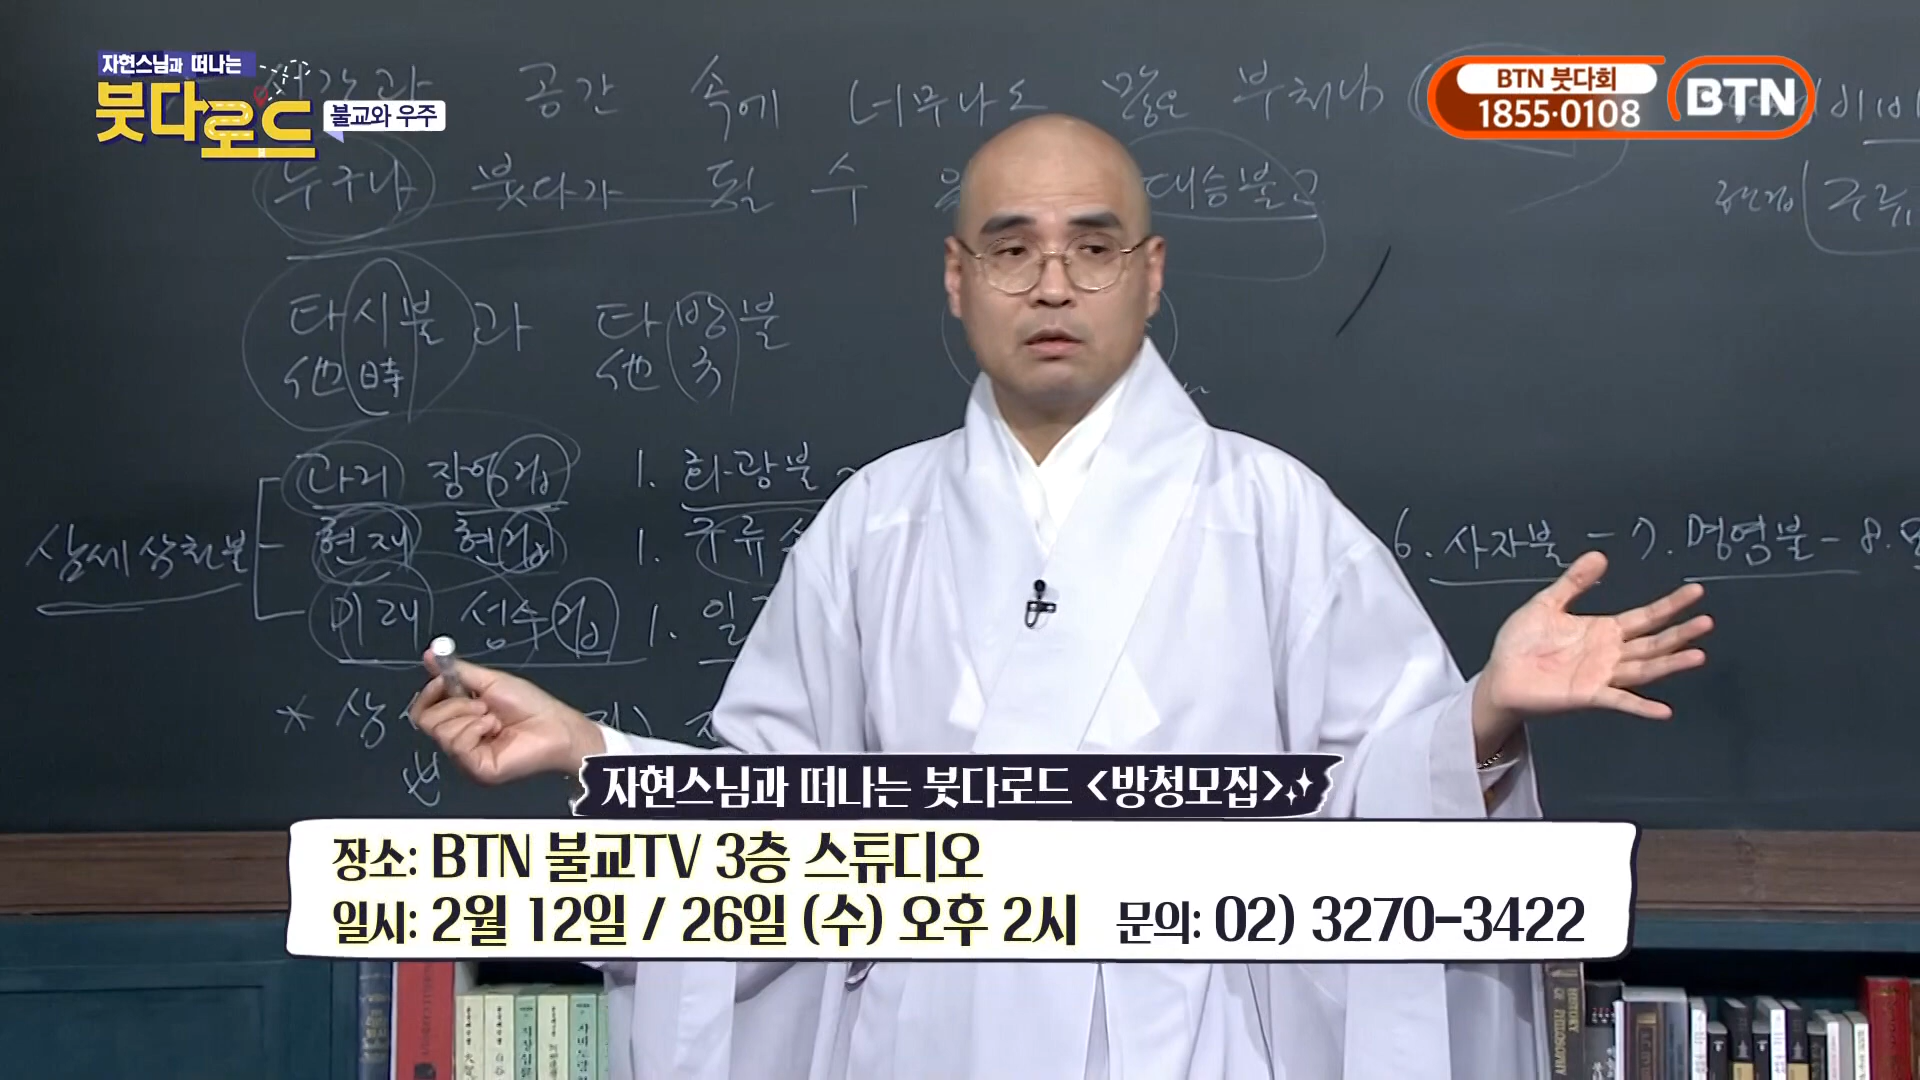 자현스님과 떠나는
붓다로드
불교와 우주
BTN 붓다회
1855·0108
BTN
공간 속에 너무나도 많은 부처님
누구나 붓다가 될 수 대승불교
타시불과 타방불
他時 他方
과거 장엄겁 1. 화광불
현재 현겁 1. 구류손
미래 성수겁 1. 일
삼세삼천불
6. 사자불 - 7. 명염불 - 8.
자현스님과 떠나는 붓다로드 <방청모집>
장소: BTN 불교TV 3층 스튜디오
일시: 2월 12일 / 26일 (수) 오후 2시 문의: 02) 3270-3422
HISTORY OF PHILOSOPHY